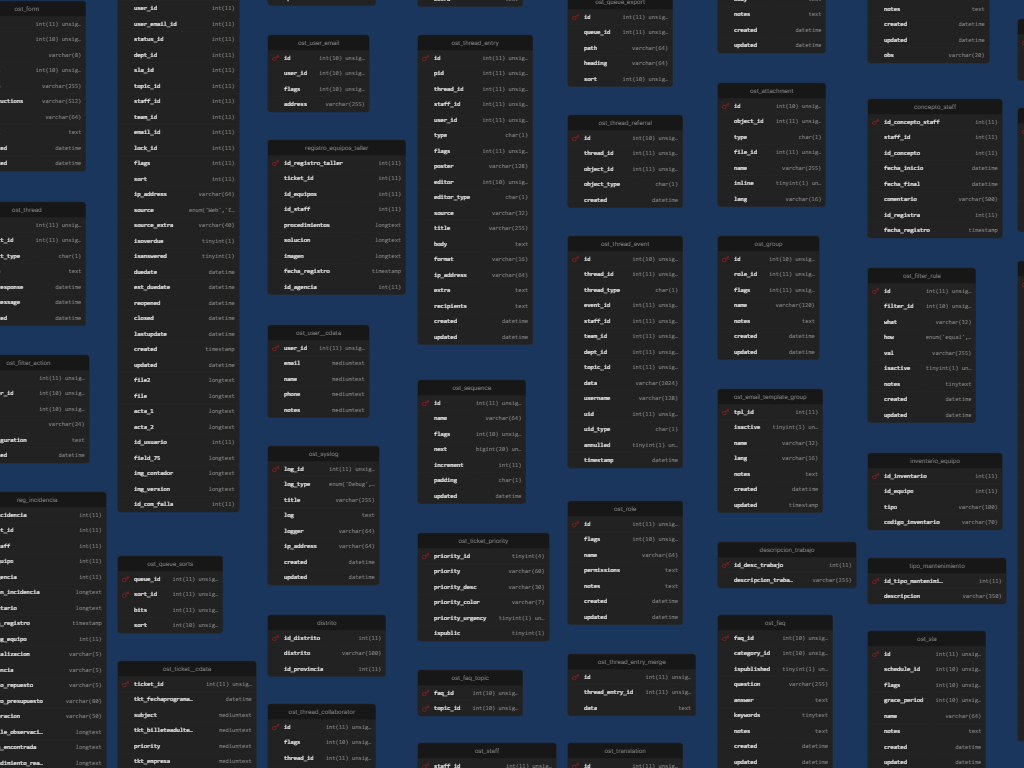 ost_form
int(11) unsig…
int(10) unsig…
varchar(8)
int(10) unsig…
varchar(255)
uctions varchar(512)
varchar(64)
text
ed datetime
ed datetime
ost_thread
int(11) unsig…
t_id int(11) unsig…
t_type char(1)
text
esponse datetime
message datetime
datetime
ost_filter_action
int(11) unsig…
r_id int(10) unsig…
int(10) unsig…
varchar(24)
guration text
ed datetime
reg_incidencia
cidencia int(11)
t_id int(11)
aff int(11)
uipo int(11)
encia int(11)
n_incidencia longtext
tario longtext
_registro timestamp
g_equipo int(11)
alizacion varchar(5)
ncia varchar(5)
_repuesto varchar(5)
_presupuesto varchar(80)
racion varchar(50)
le_observaci… longtext
_encontrada longtext
dimiento_rea… longtext
user_id int(11)
user_email_id int(11)
status_id int(11)
dept_id int(11)
sla_id int(11)
topic_id int(11)
staff_id int(11)
team_id int(11)
email_id int(11)
lock_id int(11)
flags int(11)
sort int(11)
ip_address varchar(64)
source enum('Web','E…
source_extra varchar(40)
isoverdue tinyint(1)
isanswered tinyint(1)
duedate datetime
est_duedate datetime
reopened datetime
closed datetime
lastupdate datetime
created timestamp
updated datetime
file2 longtext
file longtext
acta_1 longtext
acta_2 longtext
id_usuario int(11)
field_75 int(11)
img_contador longtext
img_version longtext
id_com_falla int(11)
ost_queue_sorts
queue_id int(11) unsig…
sort_id int(11) unsig…
bits int(11) unsig…
sort int(10) unsig…
ost_ticket__cdata
ticket_id int(11) unsig…
tkt_fechaprograma… datetime
subject mediumtext
tkt_billeteadulte… mediumtext
priority mediumtext
tkt_empresa mediumtext
ost_user_email
id int(10) unsig…
user_id int(10) unsig…
flags int(10) unsig…
address varchar(255)
registro_equipos_taller
id_registro_taller int(11)
ticket_id int(11)
id_equipos int(11)
id_staff int(11)
procedimientos longtext
solucion longtext
imagen longtext
fecha_registro timestamp
id_agencia int(11)
ost_user__cdata
user_id int(11) unsig…
email mediumtext
name mediumtext
phone mediumtext
notes mediumtext
ost_syslog
log_id int(11) unsig…
log_type enum('Debug',…
title varchar(255)
log text
logger varchar(64)
ip_address varchar(64)
created datetime
updated datetime
distrito
id_distrito int(11)
distrito varchar(100)
id_provincia int(11)
ost_thread_collaborator
id int(11) unsig…
flags int(10) unsig…
thread_id int(11) unsig…
ost_thread_entry
id int(11) unsig…
pid int(11) unsig…
thread_id int(11) unsig…
staff_id int(11) unsig…
user_id int(11) unsig…
type char(1)
flags int(11) unsig…
poster varchar(128)
editor int(10) unsig…
editor_type char(1)
source varchar(32)
title varchar(255)
body text
format varchar(16)
ip_address varchar(64)
extra text
recipients text
created datetime
updated datetime
ost_sequence
id int(11) unsig…
name varchar(64)
flags int(10) unsig…
next bigint(20) un…
increment int(11)
padding char(1)
updated datetime
ost_ticket_priority
priority_id tinyint(4)
priority varchar(60)
priority_desc varchar(30)
priority_color varchar(7)
priority_urgency tinyint(1) un…
ispublic tinyint(1)
ost_faq_topic
faq_id int(10) unsig…
topic_id int(10) unsig…
ost_staff
staff_id int(11) unsig…
ost_queue_export
id int(11) unsig…
queue_id int(11) unsig…
path varchar(64)
heading varchar(64)
sort int(10) unsig…
ost_thread_referral
id int(10) unsig…
thread_id int(11) unsig…
object_id int(11) unsig…
object_type char(1)
created datetime
ost_thread_event
id int(10) unsig…
thread_id int(11) unsig…
thread_type char(1)
event_id int(11) unsig…
staff_id int(11) unsig…
team_id int(11) unsig…
dept_id int(11) unsig…
topic_id int(11) unsig…
data varchar(1024)
username varchar(128)
uid int(11) unsig…
uid_type char(1)
annulled tinyint(1) un…
timestamp datetime
ost_role
id int(11) unsig…
flags int(10) unsig…
name varchar(64)
permissions text
notes text
created datetime
updated datetime
ost_thread_entry_merge
id int(11) unsig…
thread_entry_id int(11) unsig…
data text
ost_translation
id int(11) unsig…
notes text
created datetime
updated datetime
ost_attachment
id int(10) unsig…
object_id int(11) unsig…
type char(1)
file_id int(11) unsig…
name varchar(255)
inline tinyint(1) un…
lang varchar(16)
ost_group
id int(10) unsig…
role_id int(11) unsig…
flags int(11) unsig…
name varchar(120)
notes text
created datetime
updated datetime
ost_email_template_group
tpl_id int(11)
isactive tinyint(1) un…
name varchar(32)
lang varchar(16)
notes text
created datetime
updated timestamp
descripcion_trabajo
id_desc_trabajo int(11)
descripcion_traba… varchar(255)
ost_faq
faq_id int(10) unsig…
category_id int(10) unsig…
ispublished tinyint(1) un…
question varchar(255)
answer text
keywords tinytext
notes text
created datetime
updated datetime
notes text
created datetime
updated datetime
obs varchar(20)
concepto_staff
id_concepto_staff int(11)
staff_id int(11)
id_concepto int(11)
fecha_inicio datetime
fecha_final datetime
comentario varchar(500)
id_registra int(11)
fecha_registro timestamp
ost_filter_rule
id int(11) unsig…
filter_id int(10) unsig…
what varchar(32)
how enum('equal',…
val varchar(255)
isactive tinyint(1) un…
notes tinytext
created datetime
updated datetime
inventario_equipo
id_inventario int(11)
id_equipo int(11)
tipo varchar(100)
codigo_inventario varchar(70)
tipo_mantenimiento
id_tipo_mantenimi… int(11)
descripcion varchar(350)
ost_sla
id int(11) unsig…
schedule_id int(10) unsig…
flags int(10) unsig…
grace_period int(10) unsig…
name varchar(64)
notes text
created datetime
updated datetime